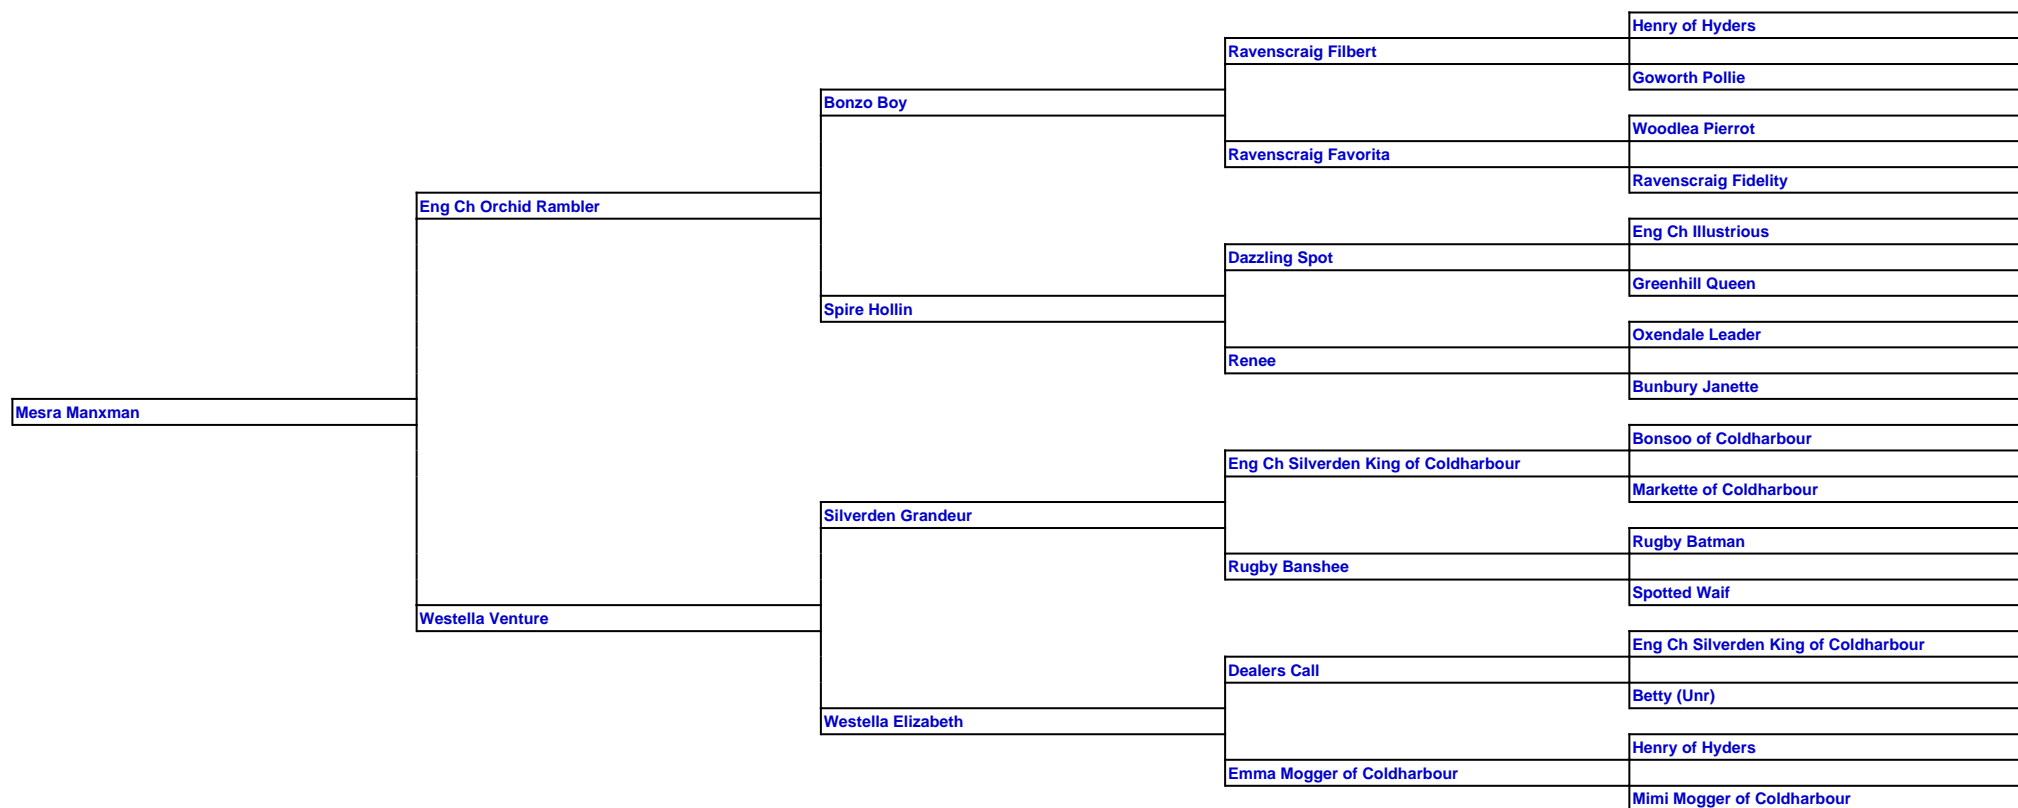 Henry of Hyders
Ravenscraig Filbert
Goworth Pollie
Bonzo Boy
Woodlea Pierrot
Ravenscraig Favorita
Ravenscraig Fidelity
Eng Ch Orchid Rambler
Eng Ch Illustrious
Dazzling Spot
Greenhill Queen
Spire Hollin
Oxendale Leader
Renee
Bunbury Janette
Mesra Manxman
Bonsoo of Coldharbour
Eng Ch Silverden King of Coldharbour
Markette of Coldharbour
Silverden Grandeur
Rugby Batman
Rugby Banshee
Spotted Waif
Westella Venture
Eng Ch Silverden King of Coldharbour
Dealers Call
Betty (Unr)
Westella Elizabeth
Henry of Hyders
Emma Mogger of Coldharbour
Mimi Mogger of Coldharbour